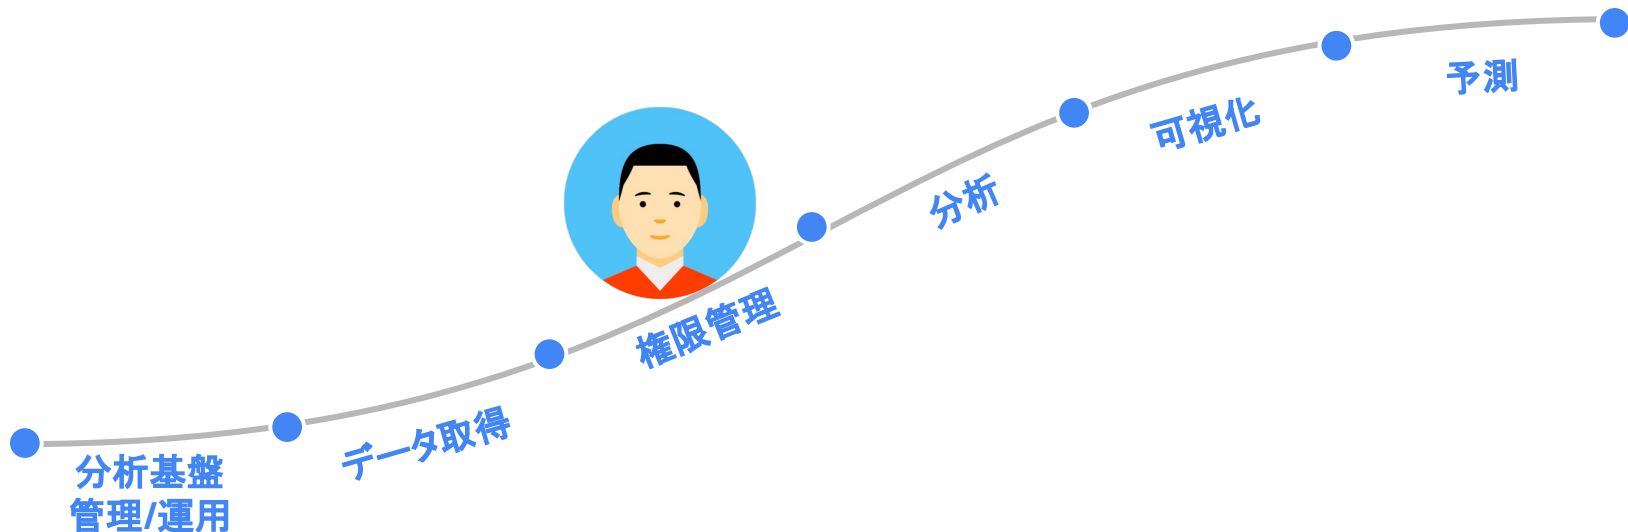 分析基盤
管理/運用
データ取得
権限管理
分析
可視化
予測